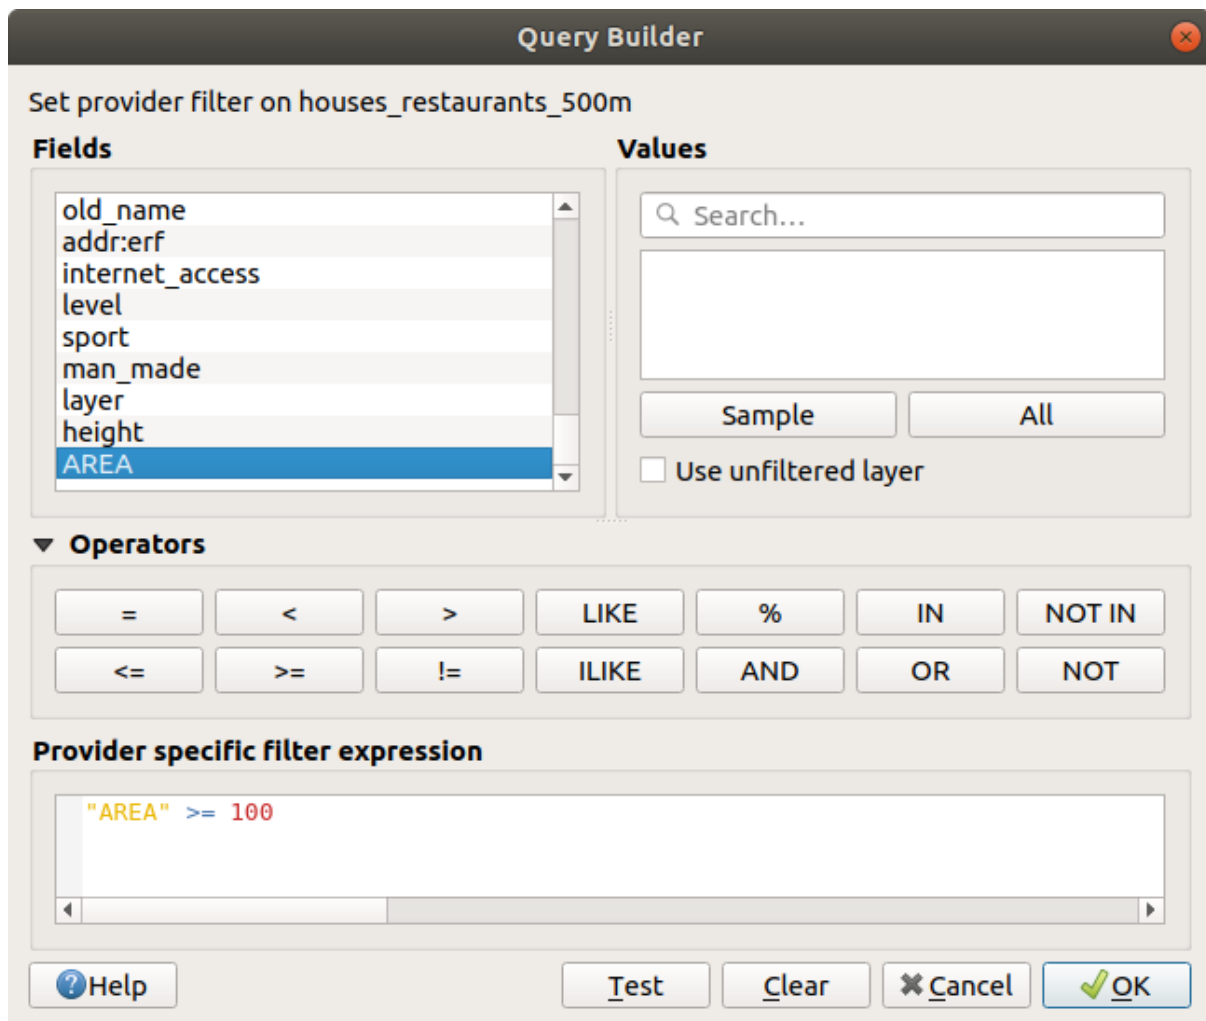 Query Builder
Set provider filter on houses_restaurants_500m
Fields
Values
old_name
addr:erf
internet_access
level
sport
man_made
layer
height
AREA
Search...
Sample All
Use unfiltered layer
Operators
= < > LIKE % IN NOT IN
<= >= != ILIKE AND OR NOT
Provider specific filter expression
"AREA" >= 100
Help Test Clear Cancel OK